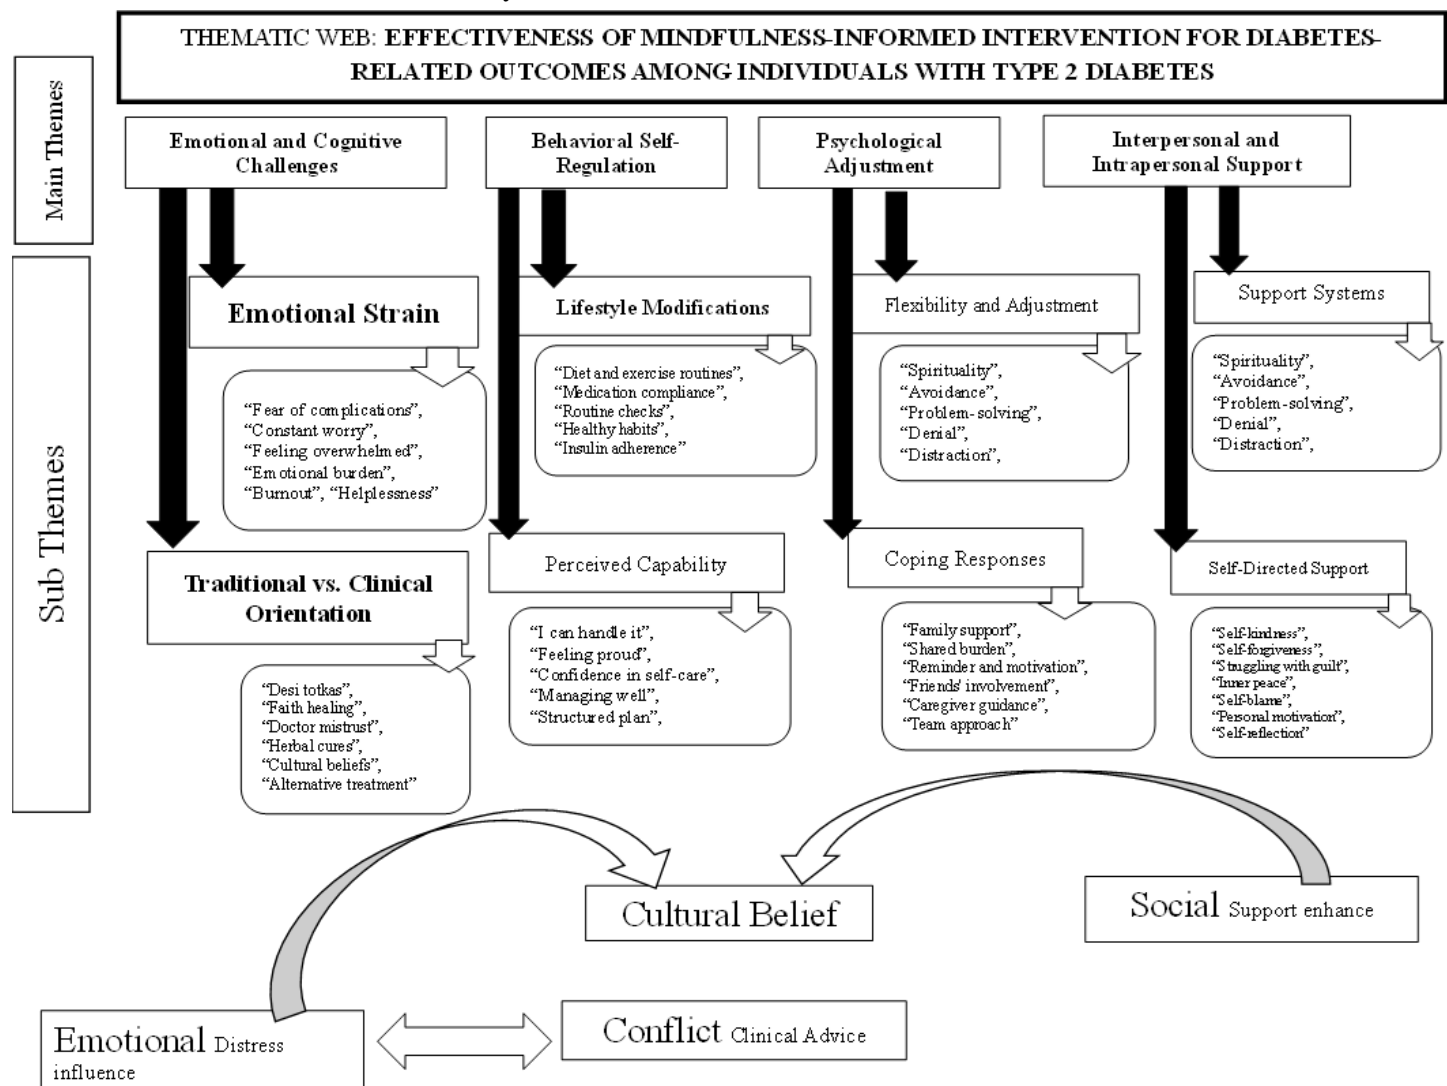 THEMATIC WEB: EFFECTIVENESS OF MINDFULNESS-INFORMED INTERVENTION FOR DIABETES-
RELATED OUTCOMES AMONG INDIVIDUALS WITH TYPE 2 DIABETES
Main Themes
Emotional and Cognitive
Challenges
Behavioral Self-
Regulation
Psychological
Adjustment
Interpersonal and
Intrapersonal Support
Sub Themes
Emotional Strain
“Fear of complications”,
“Constant worry”,
“Feeling overwhelmed”,
“Emotional burden”,
“Burnout”, “Helplessness”
Lifestyle Modifications
“Diet and exercise routines”,
“Medication compliance”,
“Routine checks”,
“Healthy habits”,
“Insulin adherence”
Flexibility and Adjustment
“Spirituality”,
“Avoidance”,
“Problem-solving”,
“Denial”,
“Distraction”,
Support Systems
“Spirituality”,
“Avoidance”,
“Problem-solving”,
“Denial”,
“Distraction”,
Traditional vs. Clinical
Orientation
“Desi totkas”,
“Faith healing”,
“Doctor mistrust”,
“Herbal cures”,
“Cultural beliefs”,
“Alternative treatment”
Perceived Capability
“I can handle it”,
“Feeling proud”,
“Confidence in self-care”,
“Managing well”,
“Structured plan”,
Coping Responses
“Family support”,
“Shared burden”,
“Reminder and motivation”,
“Friends' involvement”,
“Caregiver guidance”,
“Team approach”
Self-Directed Support
“Self-kindness”,
“Self-forgiveness”,
“Struggling with guilt”,
“Inner peace”,
“Self-blame”,
“Personal motivation”,
“Self-reflection”
Cultural Belief
Social Support enhance
Emotional Distress
influence
Conflict Clinical Advice